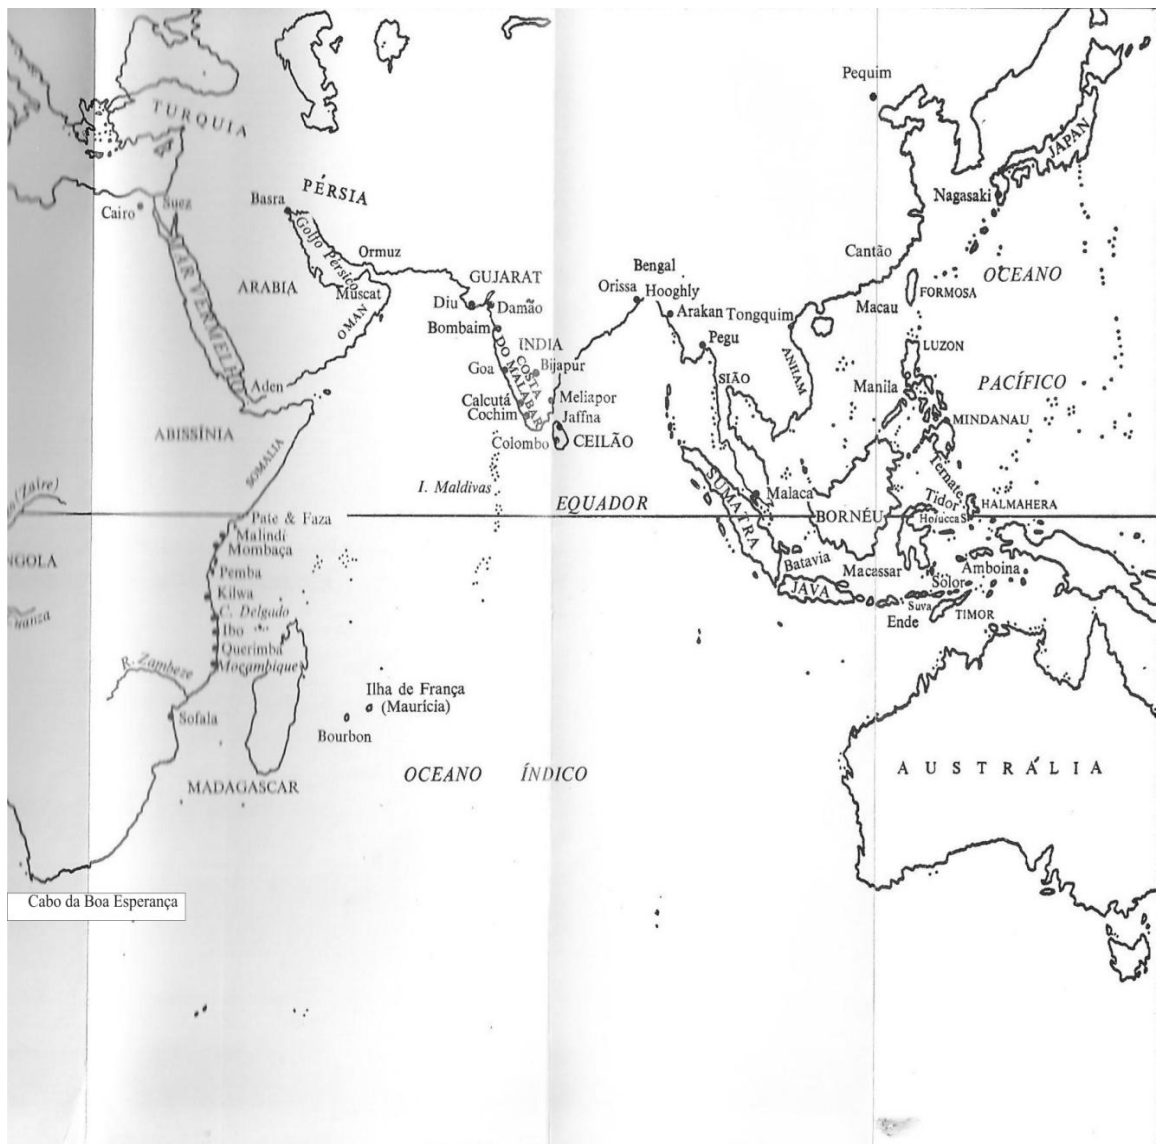 Pequim
TURQUIA
JAPAN
PÉRSIA
Nagasaki
Basra
Suez
Cairo
Golfo Pérsico
Ormuz
Cantão
MAR VERMELHO
Bengal
OCEANO
GUJARAT
ARABIA
Orissa
Hooghly
Múscat
FORMOSA
Diu
Damão
Macau
OMAN
Arakan
Tongquim
Bombaim
ÍNDIA
Pegu
LUZON
COSTA
DO MALABAR
Goa
Bijapur
ANHAM
SIÃO
PACÍFICO
Aden
Manila
Calcutá
Meliapor
Cochim
Jaffna
MINDANAU
ABISSÍNIA
Colombo
CEILÃO
SOMALIA
Ternate
(Zaire)
I. Maldivas
SUMATRA
Malaca
EQUADOR
Tidor
HALMAHERA
Pate & Faza
BORNÉU
Malindi
Mombaça
NGOLA
Batavia
Macassar
Amboina
Pemba
Solor
JAVA
Kilwa
Suva
C. Delgado
Ende
TIMOR
uanza
Ibo
Querimba
R. Zambeze
Moçambique
Ilha de França
(Maurícia)
Sofala
Bourbon
OCEANO ÍNDICO
AUSTRÁLIA
MADAGASCAR
Cabo da Boa Esperança